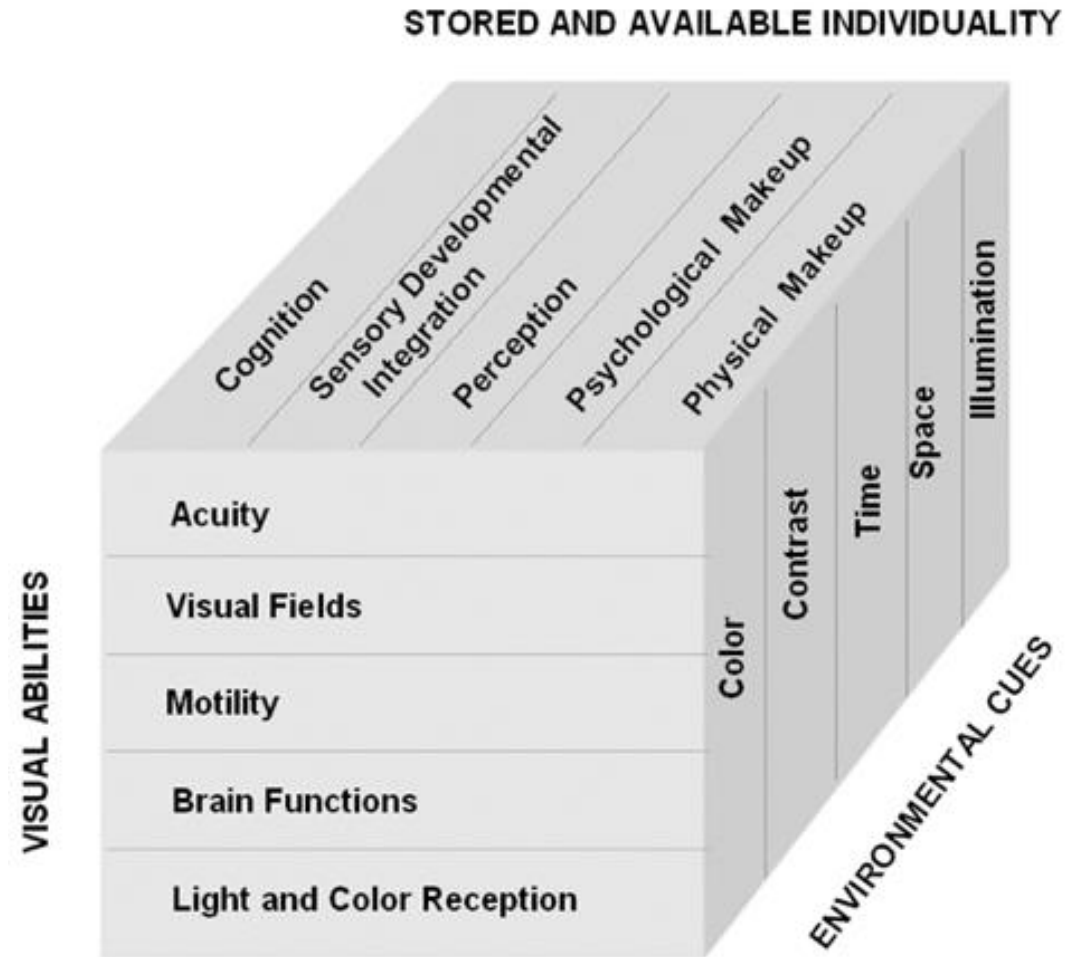 STORED AND AVAILABLE INDIVIDUALITY
Cognition
Sensory Developmental
Integration
Perception
Psychological Makeup
Physical Makeup
VISUAL ABILITIES
Acuity
Visual Fields
Motility
Brain Functions
Light and Color Reception
Color
Contrast
Time
Space
Illumination
ENVIRONMENTAL CUES